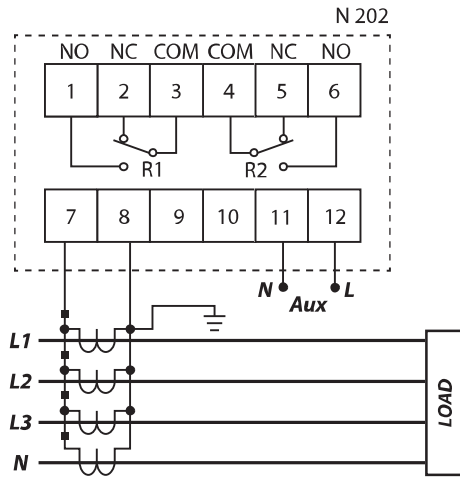 N 202
NO NC COM COM NC NO
1 2 3 4 5 6
R1 R2
7 8 9 10 11 12
N Aux L
L1
L2
L3
N
LOAD